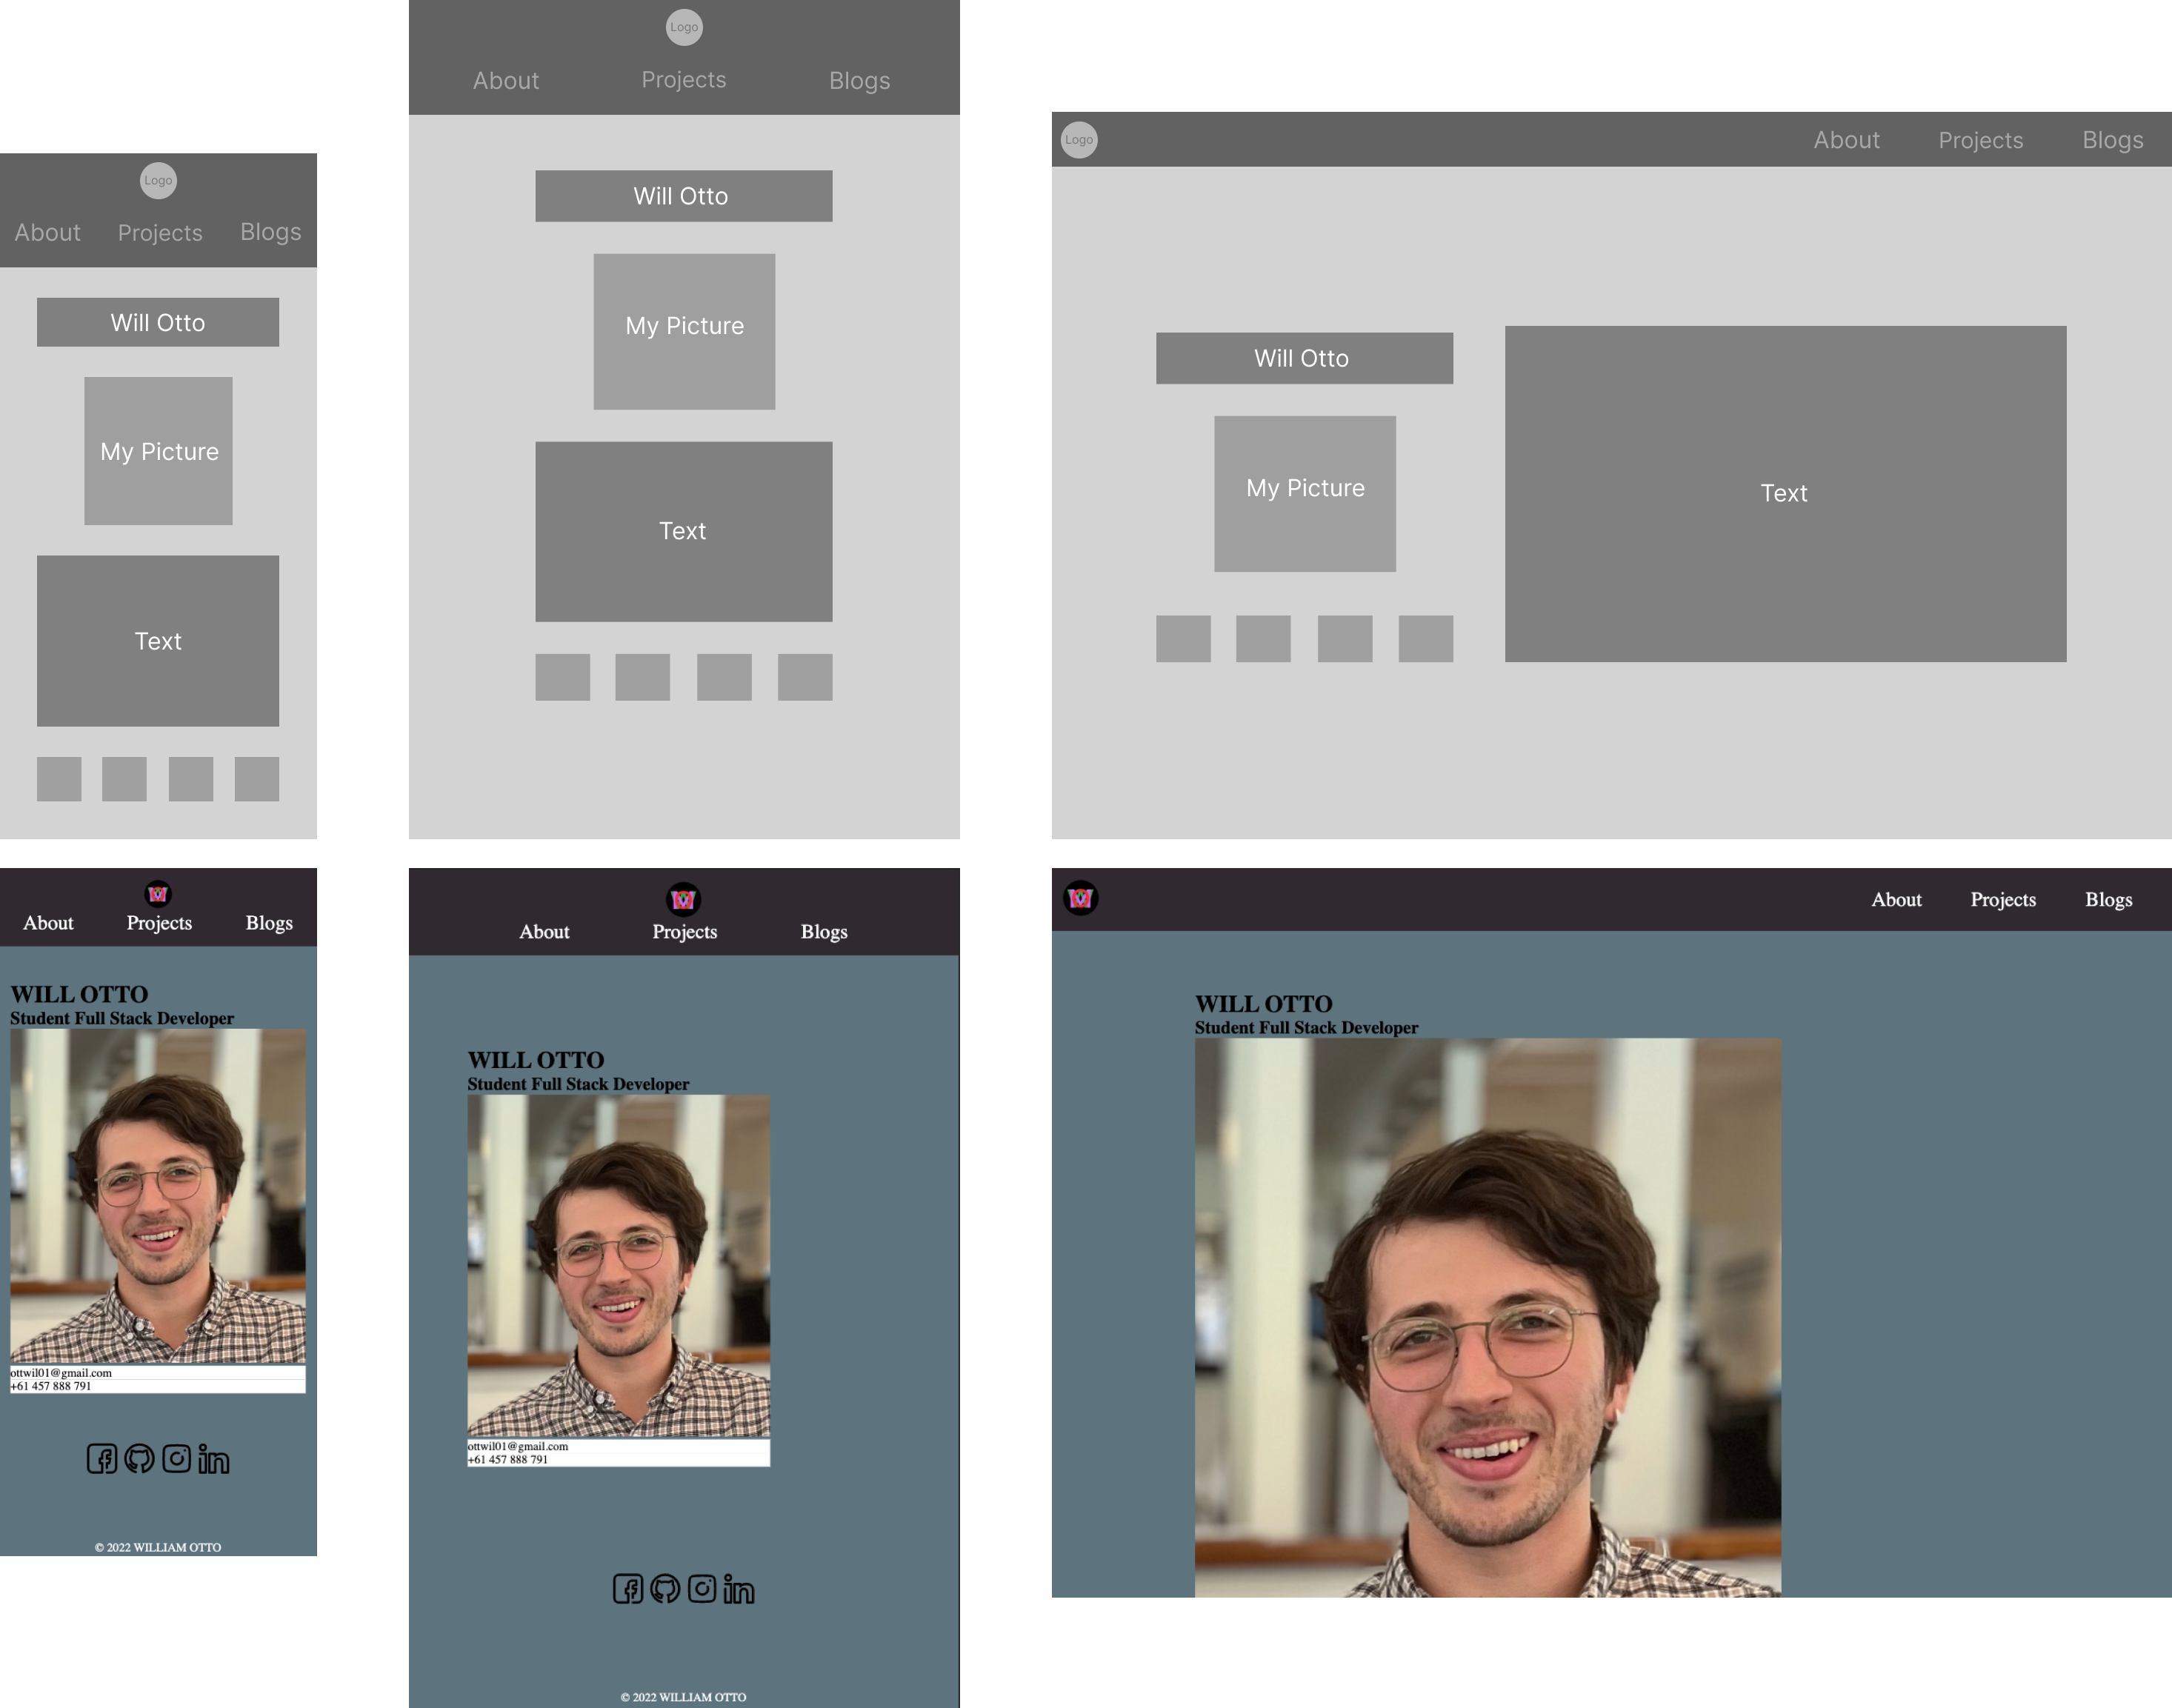 Logo
About Projects Blogs
Will Otto
My Picture
Text
Logo
About Projects Blogs
Will Otto
My Picture
Text
Logo About Projects Blogs
Will Otto
My Picture
Text
About Projects Blogs
WILL OTTO
Student Full Stack Developer
ottwil01@gmail.com
+61 457 888 791
© 2022 WILLIAM OTTO
About Projects Blogs
WILL OTTO
Student Full Stack Developer
ottwil01@gmail.com
+61 457 888 791
© 2022 WILLIAM OTTO
About Projects Blogs
WILL OTTO
Student Full Stack Developer